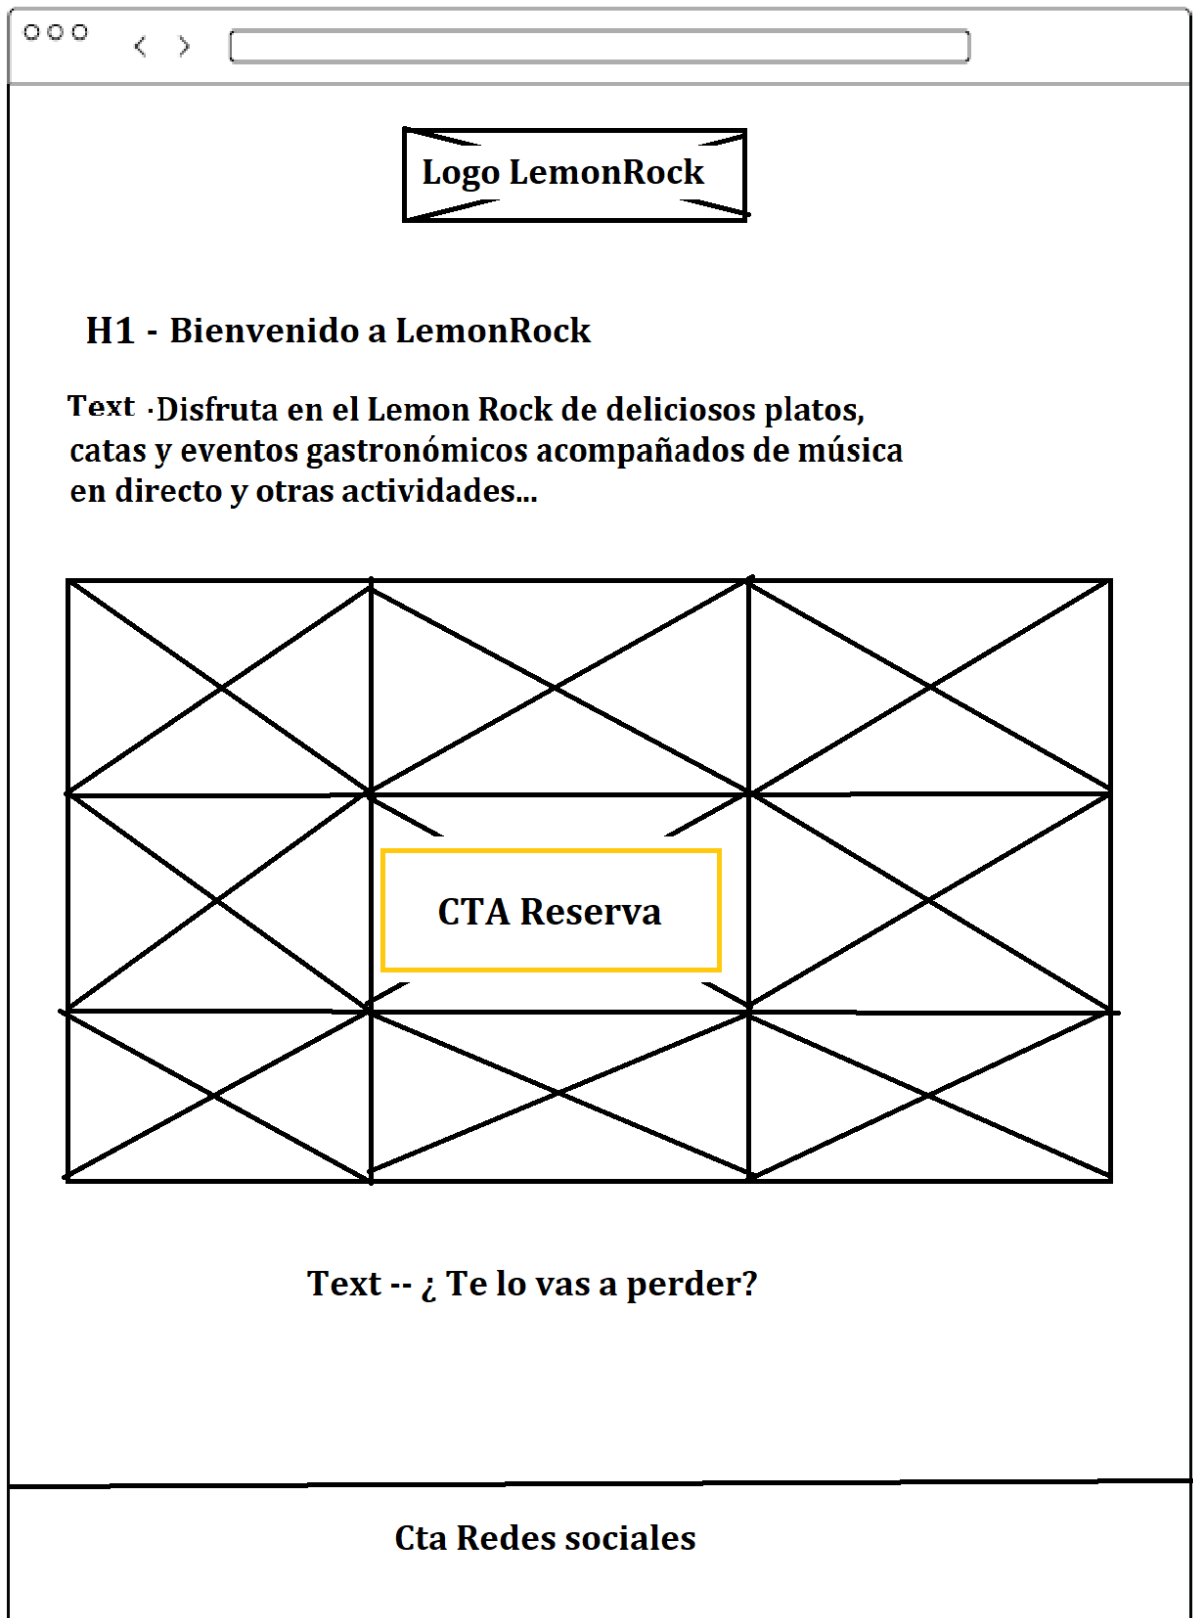 Logo LemonRock
H1 - Bienvenido a LemonRock
Text -Disfruta en el Lemon Rock de deliciosos platos,
catas y eventos gastronómicos acompañados de música
en directo y otras actividades...
CTA Reserva
Text -- ¿ Te lo vas a perder?
Cta Redes sociales